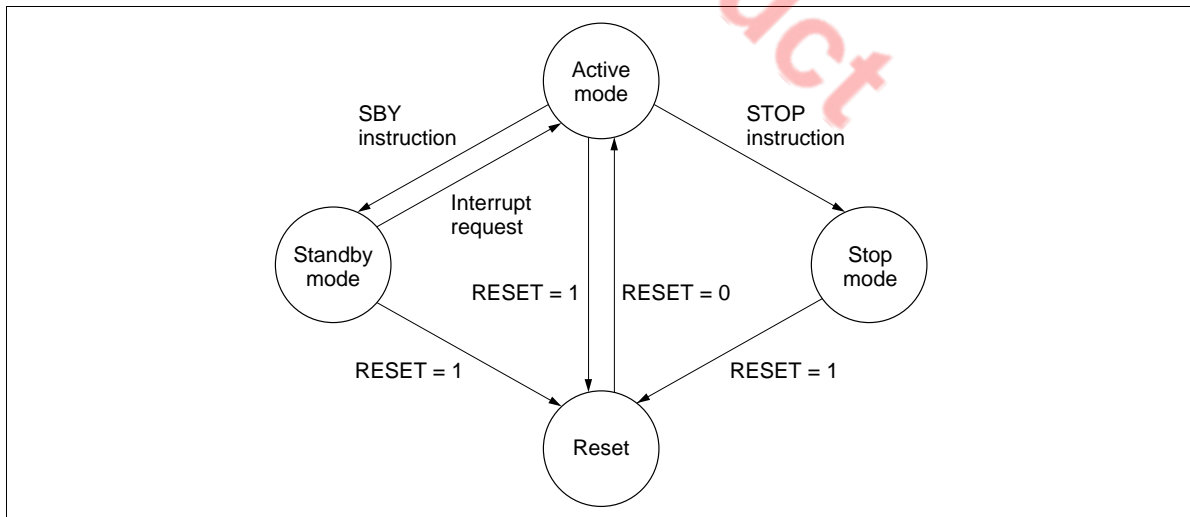 Active
mode
SBY
instruction
STOP
instruction
Interrupt
request
Standby
mode
Stop
mode
RESET = 1
RESET = 0
RESET = 1
RESET = 1
Reset